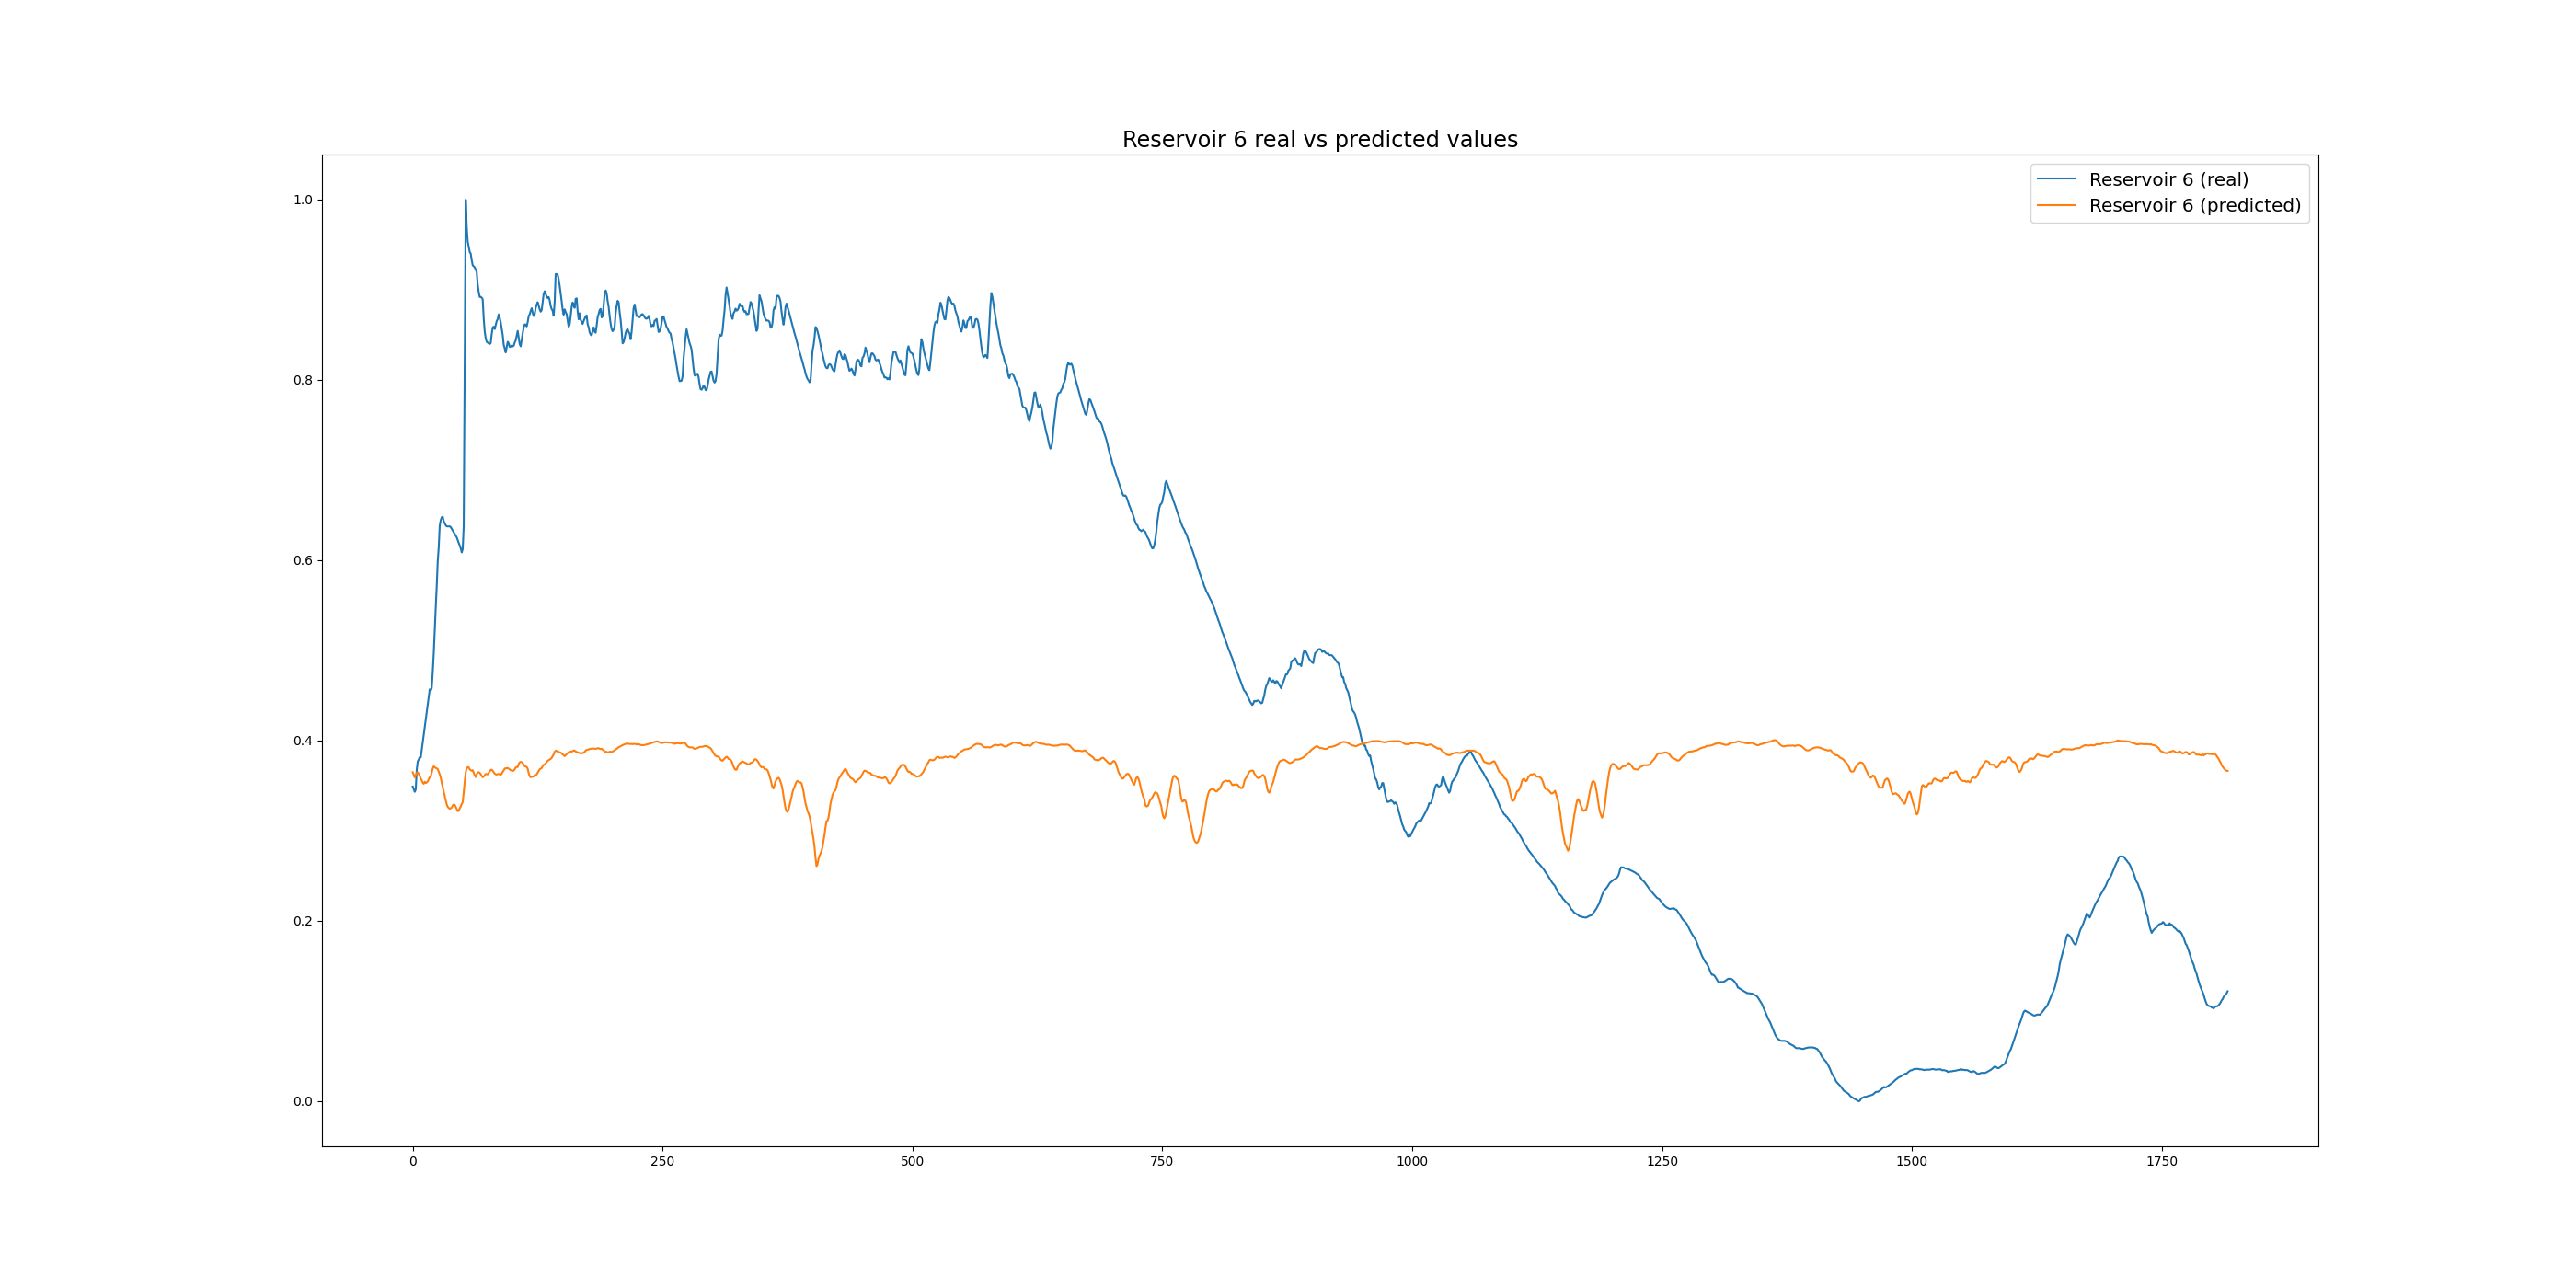 Reservoir 6 real vs predicted values
Reservoir 6 (real)
Reservoir 6 (predicted)
1.0
0.8
0.6
0.4
0.2
0.0
0 250 500 750 1000 1250 1500 1750